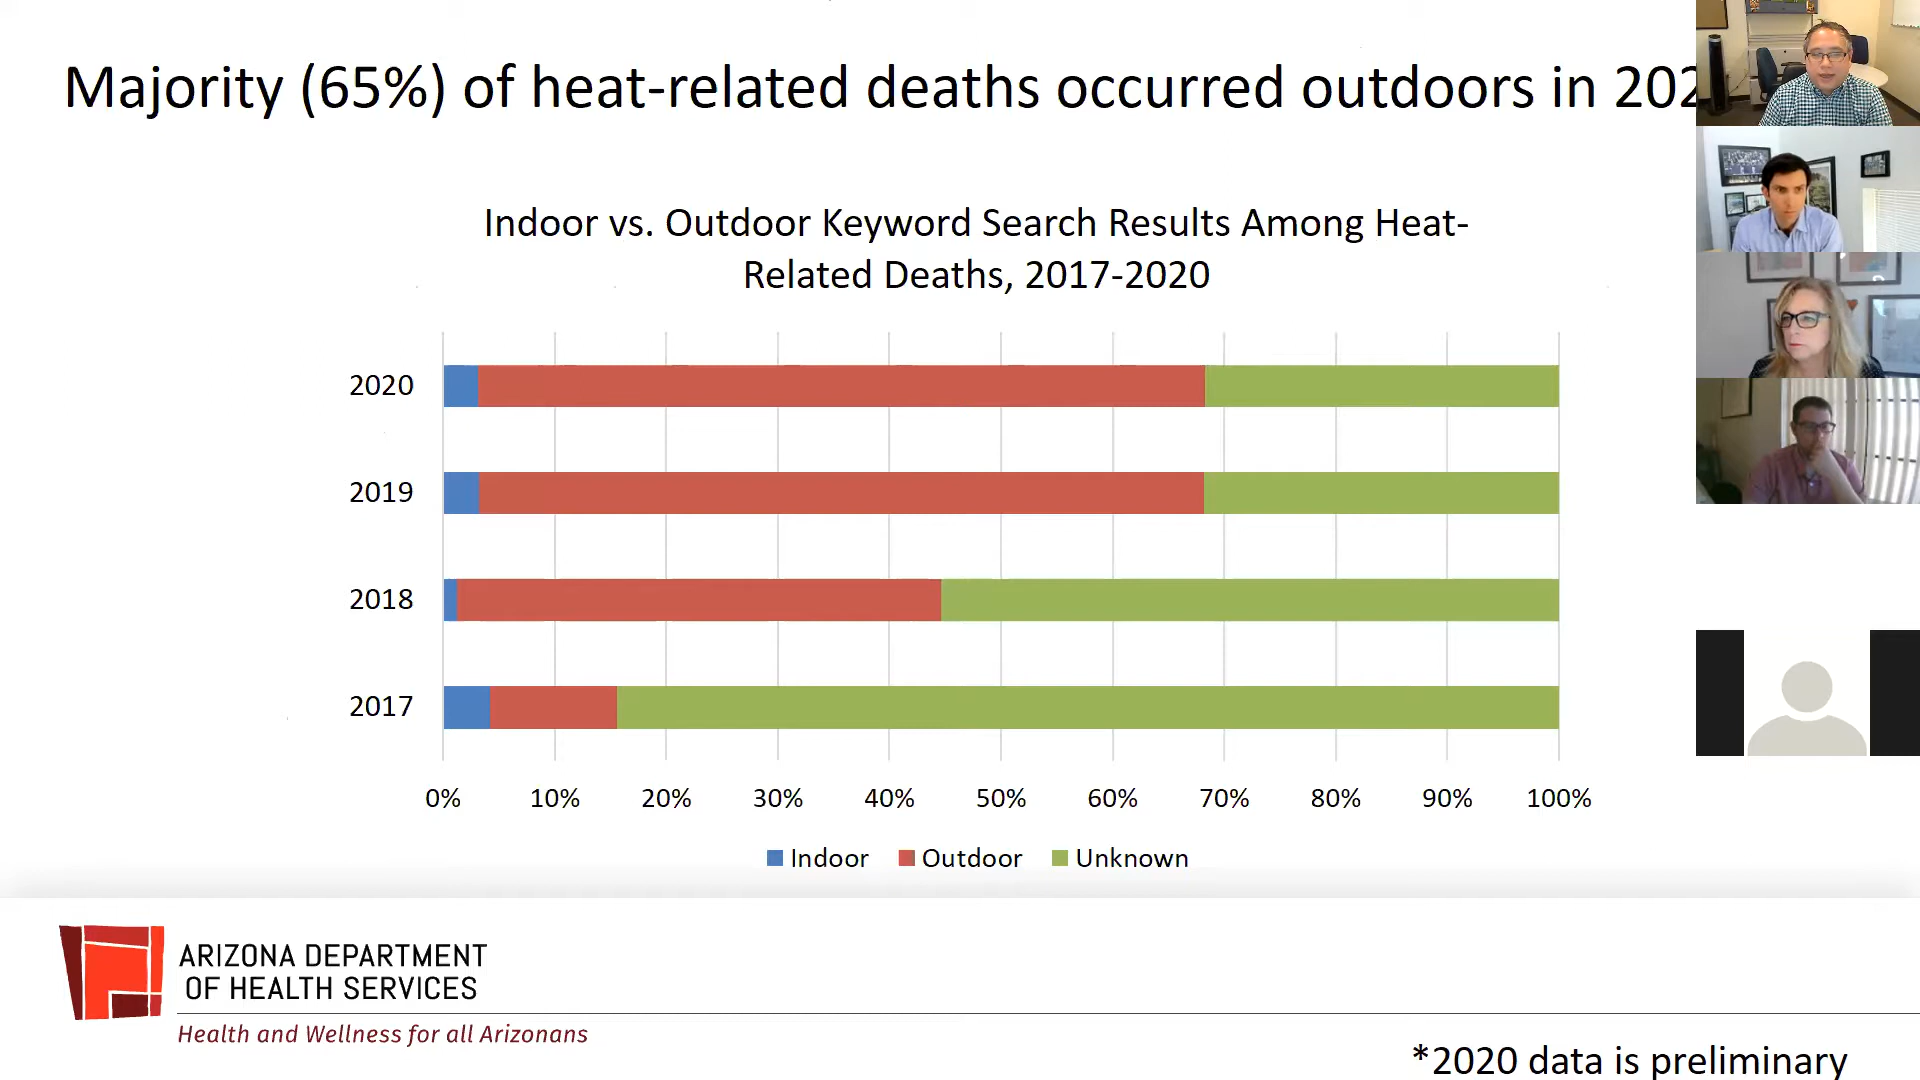 Majority (65%) of heat-related deaths occurred outdoors in 202
Indoor vs. Outdoor Keyword Search Results Among Heat-
Related Deaths, 2017-2020
2020
2019
2018
2017
0% 10% 20% 30% 40% 50% 60% 70% 80% 90% 100%
Indoor Outdoor Unknown
ARIZONA DEPARTMENT
OF HEALTH SERVICES
Health and Wellness for all Arizonans
*2020 data is preliminary